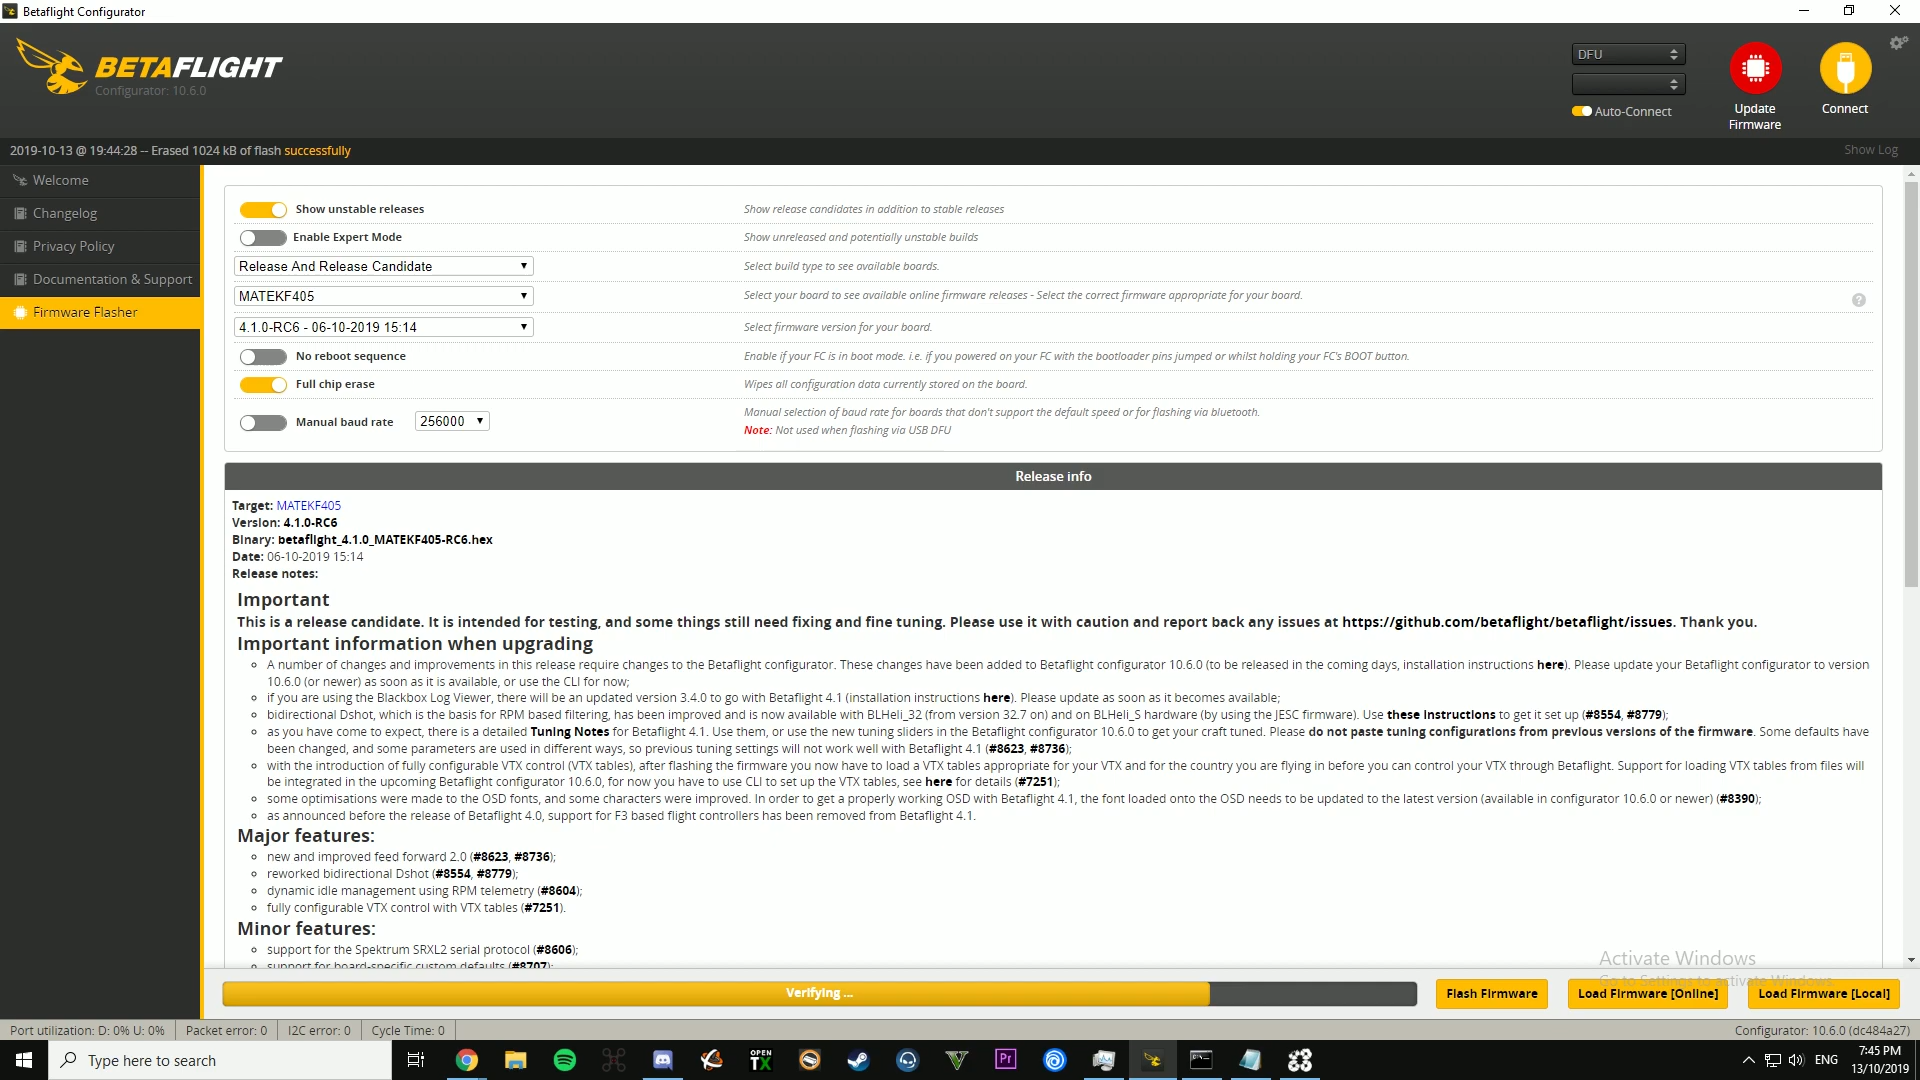 Betaflight Configurator
BETAFLIGHT
Configurator: 10.6.0
DFU
Auto-Connect
Update Firmware
Connect
2019-10-13 @ 19:44:28 -- Erased 1024 kB of flash successfully
Show Log
Welcome
Changelog
Privacy Policy
Documentation & Support
Firmware Flasher
Show unstable releases
Show release candidates in addition to stable releases
Enable Expert Mode
Show unreleased and potentially unstable builds
Release And Release Candidate
Select build type to see available boards.
MATEKF405
Select your board to see available online firmware releases - Select the correct firmware appropriate for your board.
?
4.1.0-RC6 - 06-10-2019 15:14
Select firmware version for your board.
No reboot sequence
Enable if your FC is in boot mode. i.e. if you powered on your FC with the bootloader pins jumped or whilst holding your FC's BOOT button.
Full chip erase
Wipes all configuration data currently stored on the board.
Manual baud rate
256000
Manual selection of baud rate for boards that don't support the default speed or for flashing via bluetooth.
Note: Not used when flashing via USB DFU
Release info
Target: MATEKF405
Version: 4.1.0-RC6
Binary: betaflight_4.1.0_MATEKF405-RC6.hex
Date: 06-10-2019 15:14
Release notes:
Important
This is a release candidate. It is intended for testing, and some things still need fixing and fine tuning. Please use it with caution and report back any issues at https://github.com/betaflight/betaflight/issues. Thank you.
Important information when upgrading
A number of changes and improvements in this release require changes to the Betaflight configurator. These changes have been added to Betaflight configurator 10.6.0 (to be released in the coming days, installation instructions here). Please update your Betaflight configurator to version
10.6.0 (or newer) as soon as it is available, or use the CLI for now;
if you are using the Blackbox Log Viewer, there will be an updated version 3.4.0 to go with Betaflight 4.1 (installation instructions here). Please update as soon as it becomes available;
bidirectional Dshot, which is the basis for RPM based filtering, has been improved and is now available with BLHeli_32 (from version 32.7 on) and on BLHeli_S hardware (by using the JESC firmware). Use these instructions to get it set up (#8554, #8779);
as you have come to expect, there is a detailed Tuning Notes for Betaflight 4.1. Use them, or use the new tuning sliders in the Betaflight configurator 10.6.0 to get your craft tuned. Please do not paste tuning configurations from previous versions of the firmware. Some defaults have
been changed, and some parameters are used in different ways, so previous tuning settings will not work well with Betaflight 4.1 (#8623, #8736);
with the introduction of fully configurable VTX control (VTX tables), after flashing the firmware you now have to load a VTX tables appropriate for your VTX and for the country you are flying in before you can control your VTX through Betaflight. Support for loading VTX tables from files will
be integrated in the upcoming Betaflight configurator 10.6.0, for now you have to use CLI to set up the VTX tables, see here for details (#7251);
some optimisations were made to the OSD fonts, and some characters were improved. In order to get a properly working OSD with Betaflight 4.1, the font loaded onto the OSD needs to be updated to the latest version (available in configurator 10.6.0 or newer) (#8390);
as announced before the release of Betaflight 4.0, support for F3 based flight controllers has been removed from Betaflight 4.1.
Major features:
new and improved feed forward 2.0 (#8623, #8736);
reworked bidirectional Dshot (#8554, #8779);
dynamic idle management using RPM telemetry (#8604);
fully configurable VTX control with VTX tables (#7251).
Minor features:
support for the Spektrum SRXL2 serial protocol (#8606);
support for board-specific custom defaults (#8707);
Activate Windows
Go to Settings to activate Windows.
Verifying ...
Flash Firmware
Load Firmware [Online]
Load Firmware [Local]
Port utilization: D: 0% U: 0%
Packet error: 0
I2C error: 0
Cycle Time: 0
Configurator: 10.6.0 (dc484a27)
Type here to search
OPEN TX
Pr
ENG
7:45 PM
13/10/2019